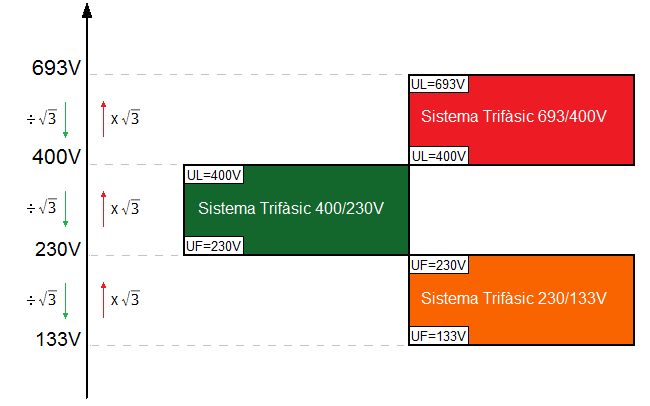 693V
UL=693V
÷√3
x √3
Sistema Trifàsic 693/400V
400V
UL=400V
UL=400V
÷√3
x √3
Sistema Trifàsic 400/230V
230V
UF=230V
UF=230V
÷√3
x √3
Sistema Trifàsic 230/133V
133V
UF=133V